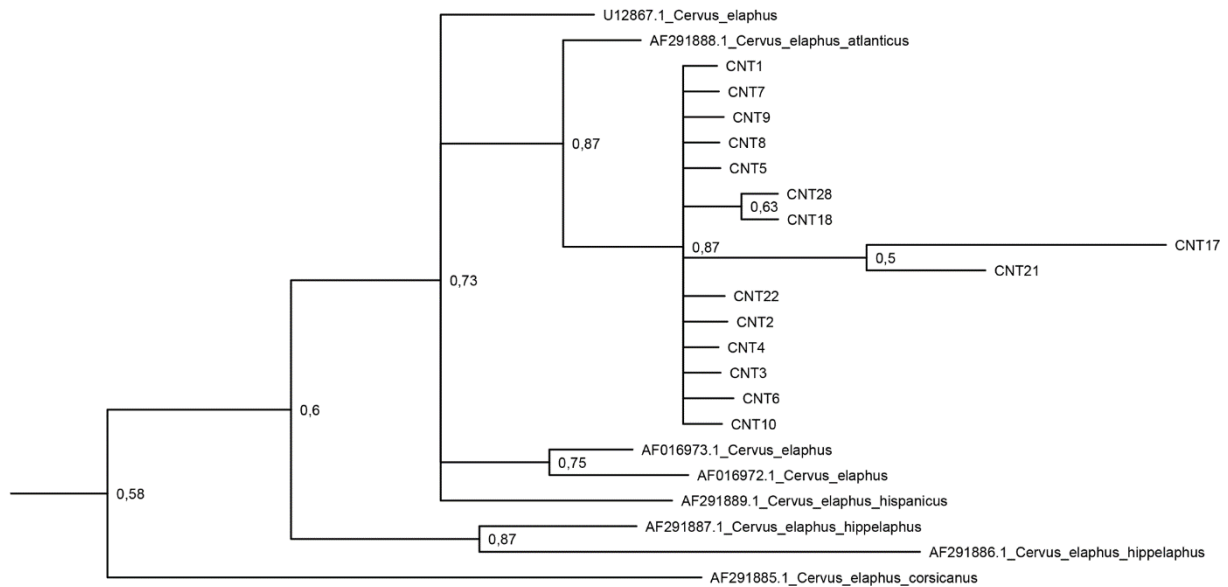 U12867.1_Cervus_elaphus
AF291888.1_Cervus_elaphus_atlanticus
CNT1
CNT7
CNT9
CNT8
0,87
CNT5
CNT28
0,63
CNT18
CNT17
0,87
0,5
CNT21
0,73
CNT22
CNT2
CNT4
CNT3
CNT6
0,6
CNT10
AF016973.1_Cervus_elaphus
0,75
AF016972.1_Cervus_elaphus
0,58
AF291889.1_Cervus_elaphus_hispanicus
AF291887.1_Cervus_elaphus_hippelaphus
0,87
AF291886.1_Cervus_elaphus_hippelaphus
AF291885.1_Cervus_elaphus_corsicanus